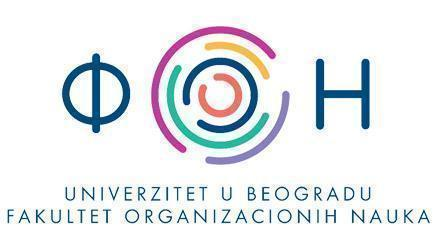 ФОН
UNIVERZITET U BEOGRADU
FAKULTET ORGANIZACIONIH NAUKA